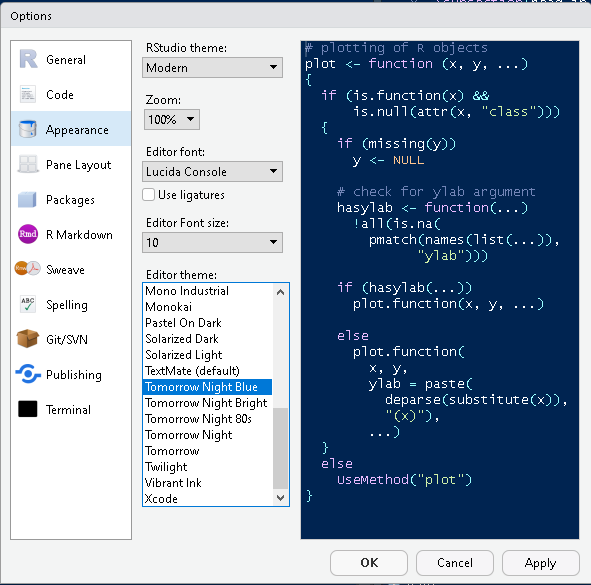 Options
General
Code
Appearance
Pane Layout
Packages
Rmd R Markdown
Sweave
ABC Spelling
Git/SVN
Publishing
Terminal
RStudio theme:
Modern
Zoom:
100%
Editor font:
Lucida Console
Use ligatures
Editor Font size:
10
Editor theme:
Mono Industrial
Monokai
Pastel On Dark
Solarized Dark
Solarized Light
TextMate (default)
Tomorrow Night Blue
Tomorrow Night Bright
Tomorrow Night 80s
Tomorrow Night
Tomorrow
Twilight
Vibrant Ink
Xcode
# plotting of R objects
plot <- function (x, y, ...)
{
  if (is.function(x) &&
      is.null(attr(x, "class")))
  {
    if (missing(y))
      y <- NULL
    # check for ylab argument
    hasylab <- function(...)
      !all(is.na(
        pmatch(names(list(...)),
              "ylab")))
    if (hasylab(...))
      plot.function(x, y, ...)
    else
      plot.function(
        x, y,
        ylab = paste(
          deparse(substitute(x)),
          "(x)"),
        ...)
  }
  else
    UseMethod("plot")
}
OK
Cancel
Apply